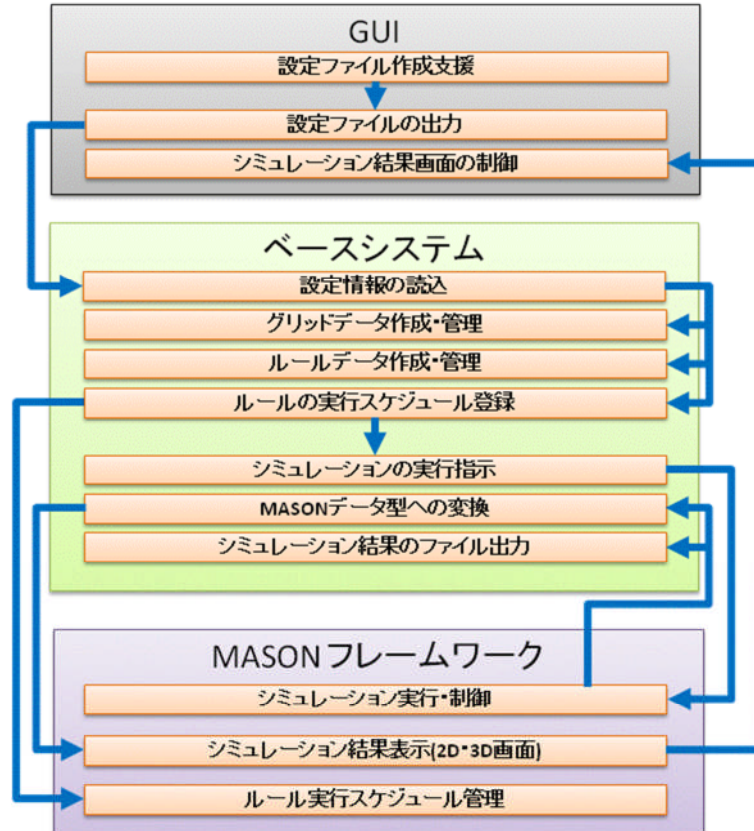 GUI
設定ファイル作成支援
設定ファイルの出力
シミュレーション結果画面の制御
ベースシステム
設定情報の読込
グリッドデータ作成・管理
ルールデータ作成・管理
ルールの実行スケジュール登録
シミュレーションの実行指示
MASONデータ型への変換
シミュレーション結果のファイル出力
MASONフレームワーク
シミュレーション実行・制御
シミュレーション結果表示(2D・3D画面)
ルール実行スケジュール管理